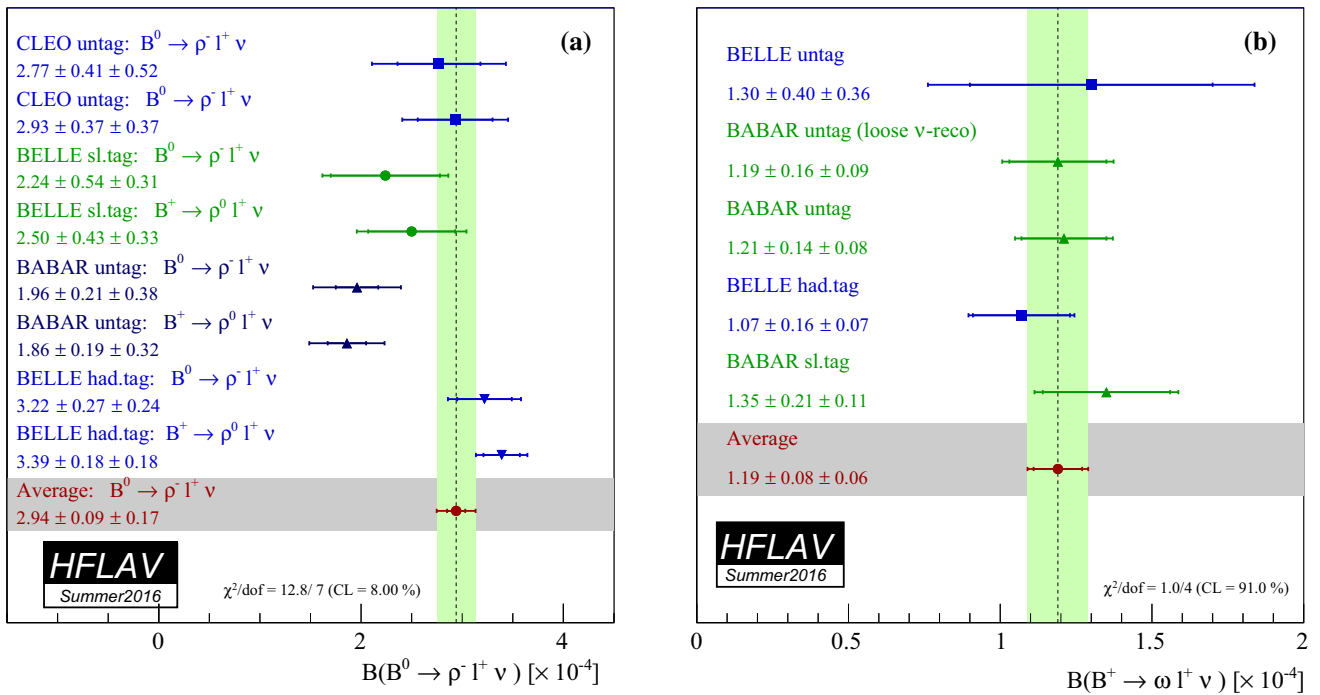 (a)
CLEO untag: B⁰ → ρ⁻ l⁺ ν
2.77 ± 0.41 ± 0.52
CLEO untag: B⁰ → ρ⁻ l⁺ ν
2.93 ± 0.37 ± 0.37
BELLE sl.tag: B⁰ → ρ⁻ l⁺ ν
2.24 ± 0.54 ± 0.31
BELLE sl.tag: B⁺ → ρ⁰ l⁺ ν
2.50 ± 0.43 ± 0.33
BABAR untag: B⁰ → ρ⁻ l⁺ ν
1.96 ± 0.21 ± 0.38
BABAR untag: B⁺ → ρ⁰ l⁺ ν
1.86 ± 0.19 ± 0.32
BELLE had.tag: B⁰ → ρ⁻ l⁺ ν
3.22 ± 0.27 ± 0.24
BELLE had.tag: B⁺ → ρ⁰ l⁺ ν
3.39 ± 0.18 ± 0.18
Average: B⁰ → ρ⁻ l⁺ ν
2.94 ± 0.09 ± 0.17
HFLAV
Summer2016
χ²/dof = 12.8/ 7 (CL = 8.00 %)
0 2 4
B(B⁰ → ρ⁻ l⁺ ν) [× 10⁻⁴]
(b)
BELLE untag
1.30 ± 0.40 ± 0.36
BABAR untag (loose ν-reco)
1.19 ± 0.16 ± 0.09
BABAR untag
1.21 ± 0.14 ± 0.08
BELLE had.tag
1.07 ± 0.16 ± 0.07
BABAR sl.tag
1.35 ± 0.21 ± 0.11
Average
1.19 ± 0.08 ± 0.06
HFLAV
Summer2016
χ²/dof = 1.0/4 (CL = 91.0 %)
0 0.5 1 1.5 2
B(B⁺ → ω l⁺ ν) [× 10⁻⁴]